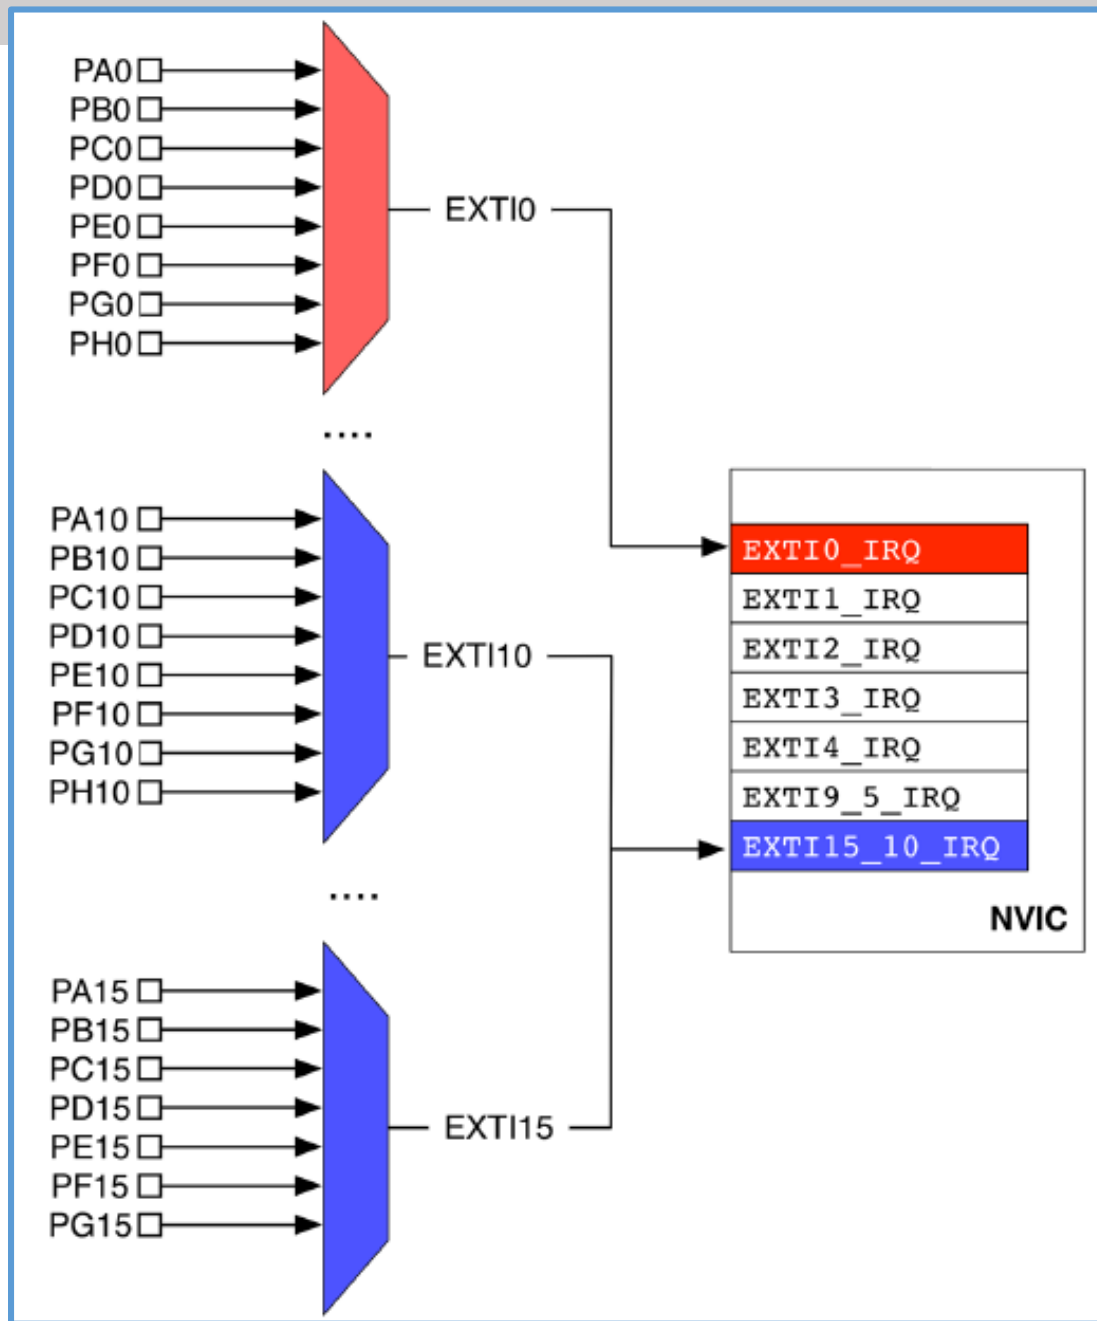 PA0
PB0
PC0
PD0
PE0
PF0
PG0
PH0
EXTI0
....
PA10
PB10
PC10
PD10
PE10
PF10
PG10
PH10
EXTI10
....
PA15
PB15
PC15
PD15
PE15
PF15
PG15
EXTI15
EXTI0_IRQ
EXTI1_IRQ
EXTI2_IRQ
EXTI3_IRQ
EXTI4_IRQ
EXTI9_5_IRQ
EXTI15_10_IRQ
NVIC